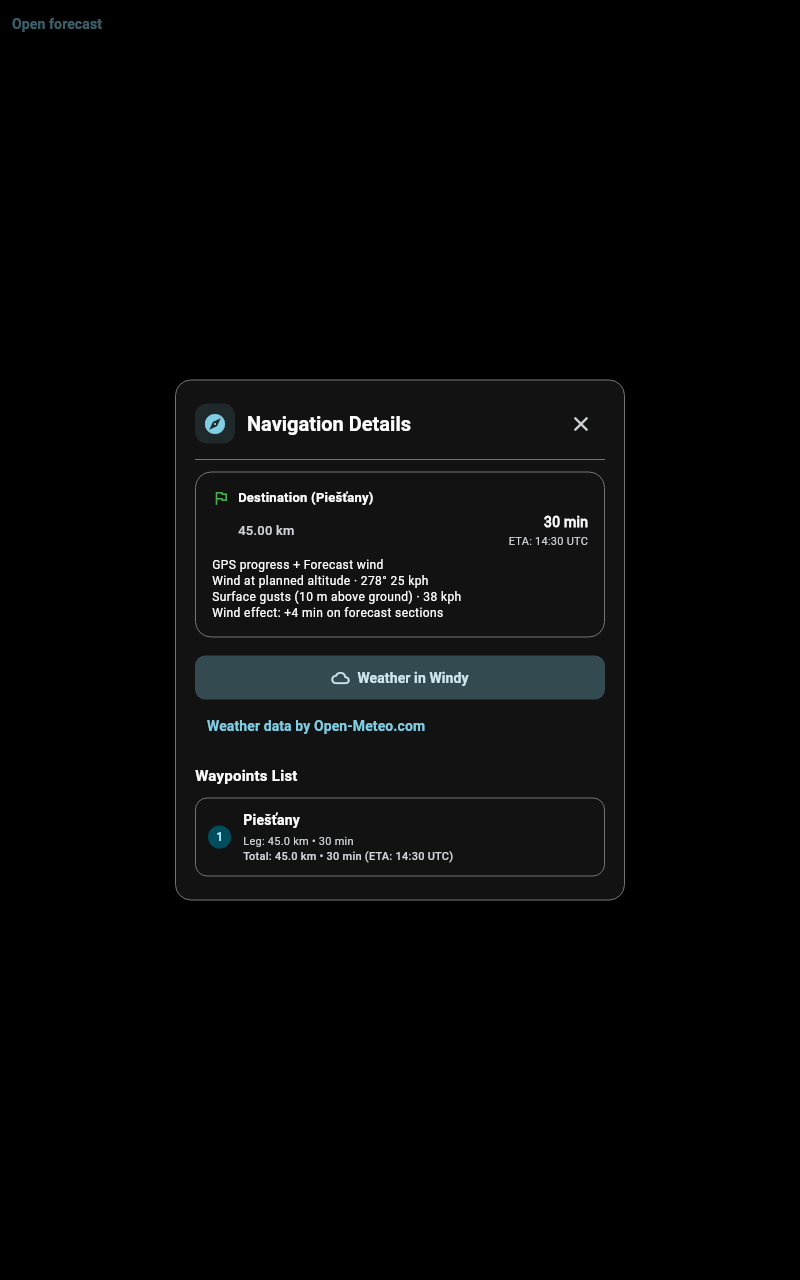 Open forecast
Navigation Details
Destination (Piešťany)
45.00 km
30 min
ETA: 14:30 UTC
GPS progress + Forecast wind
Wind at planned altitude · 278° 25 kph
Surface gusts (10 m above ground) · 38 kph
Wind effect: +4 min on forecast sections
Weather in Windy
Weather data by Open-Meteo.com
Waypoints List
1
Piešťany
Leg: 45.0 km • 30 min
Total: 45.0 km • 30 min (ETA: 14:30 UTC)